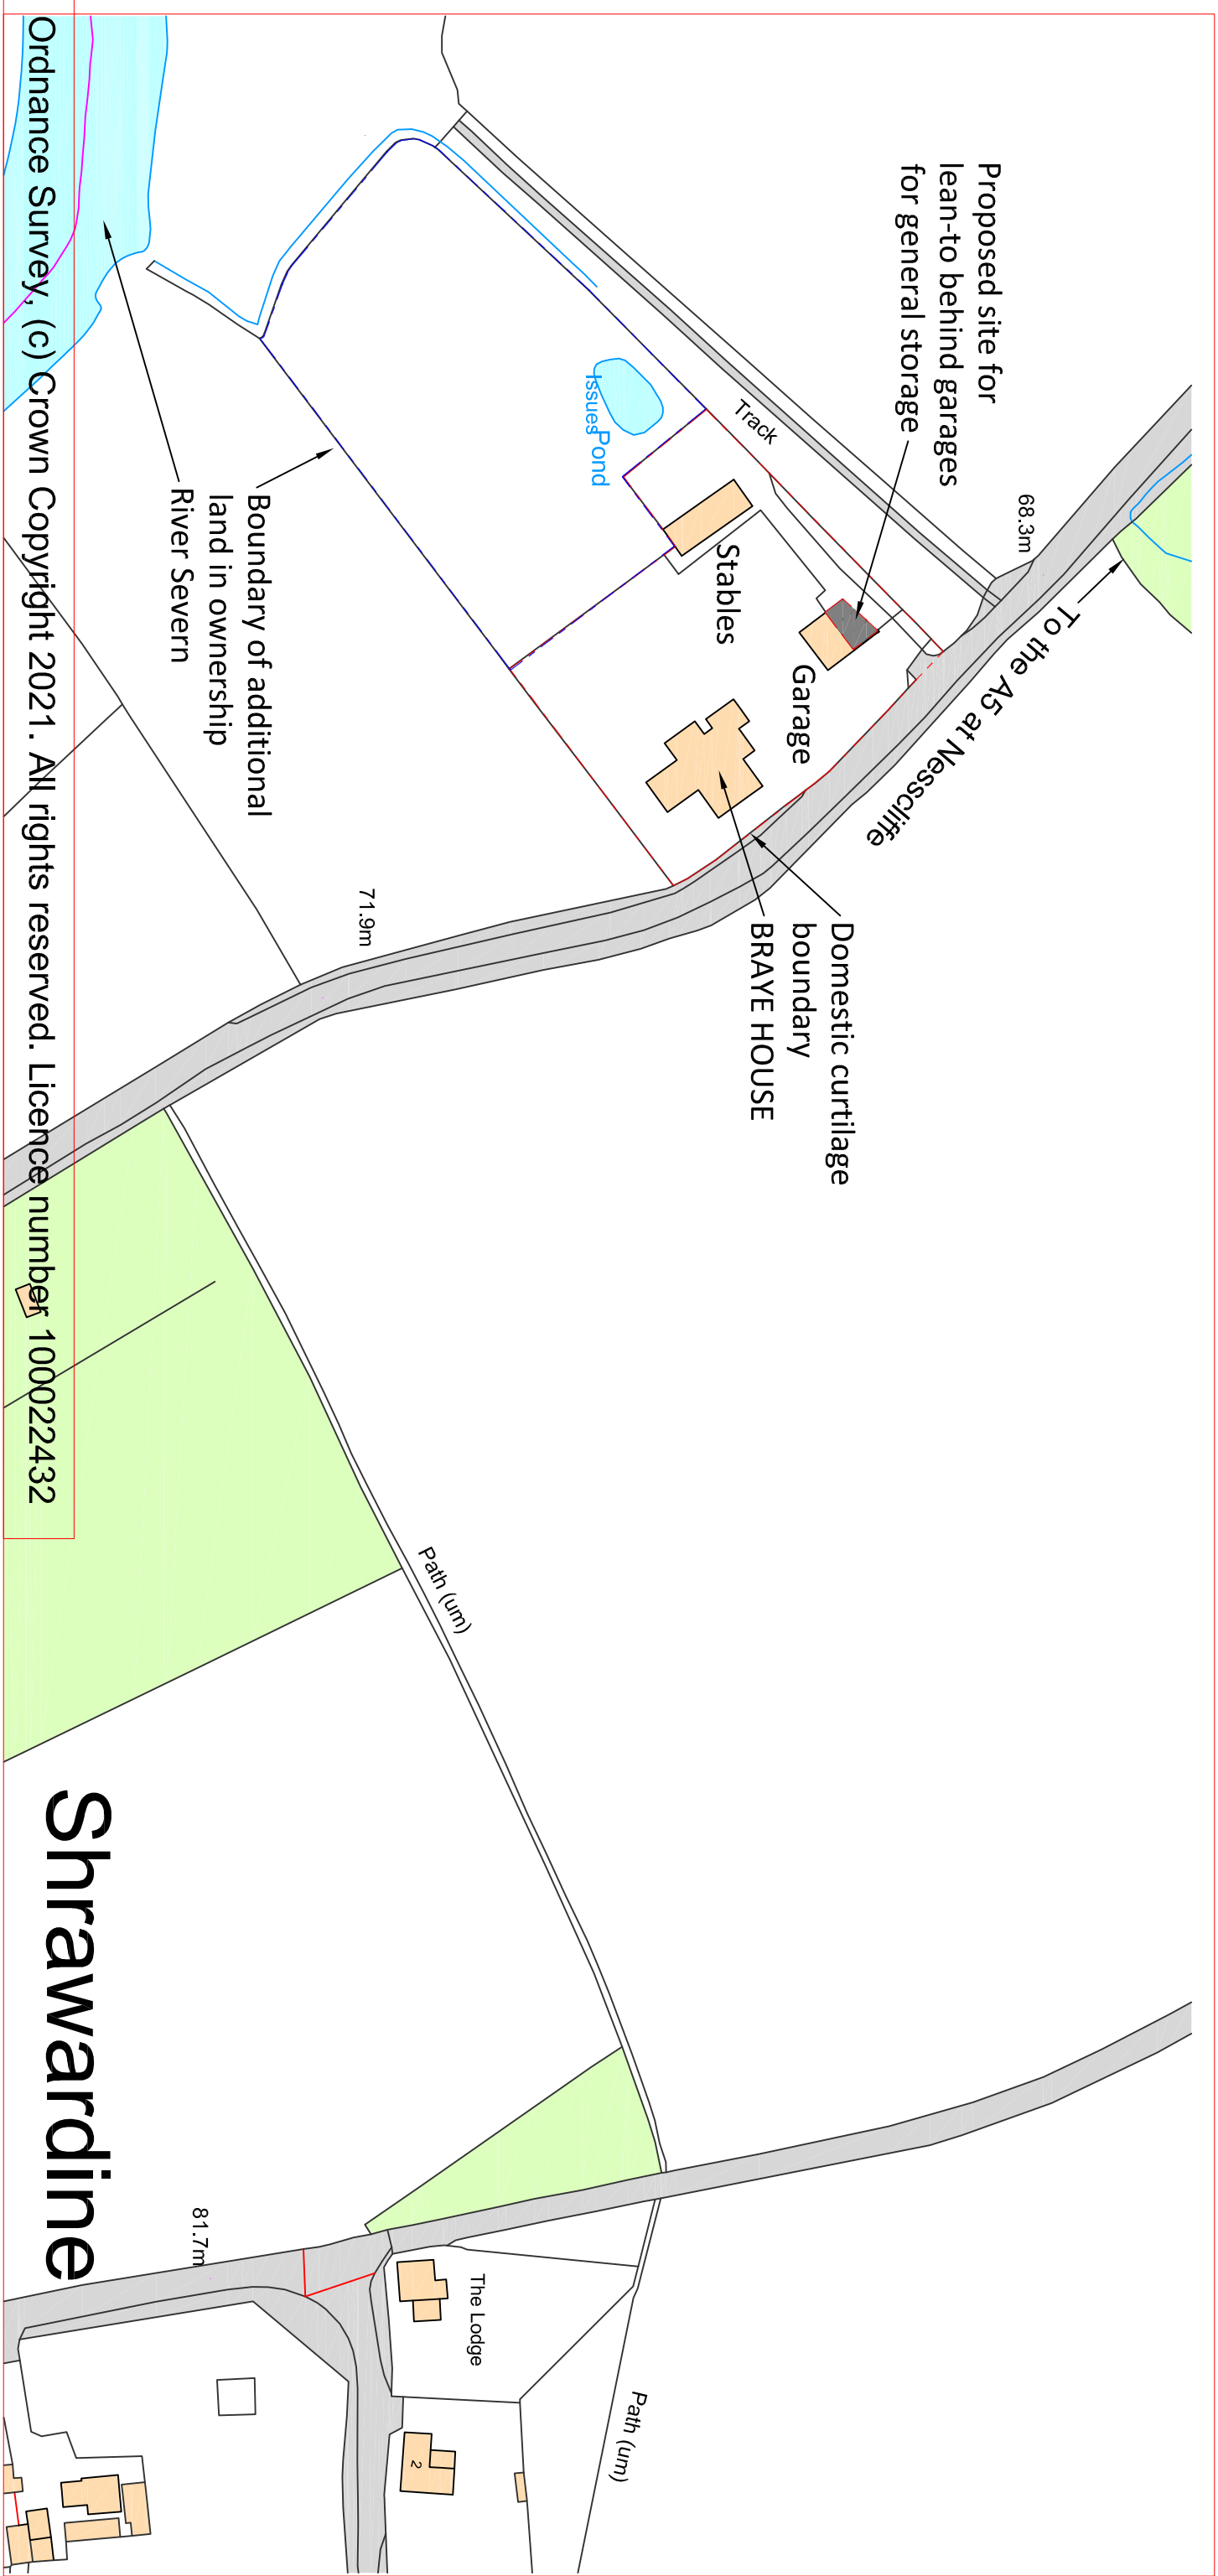 To the A5 at Nesscliffe
Proposed site for
lean-to behind garages
for general storage
68.3m
Track
Domestic curtilage
boundary
BRAYE HOUSE
Garage
Stables
Pond
Issues
71.9m
Boundary of additional
land in ownership
River Severn
Path (um)
Path (um)
The Lodge
2
81.7m
Shrawardine
Ordnance Survey, (c) Crown Copyright 2021. All rights reserved. Licence number 100022432